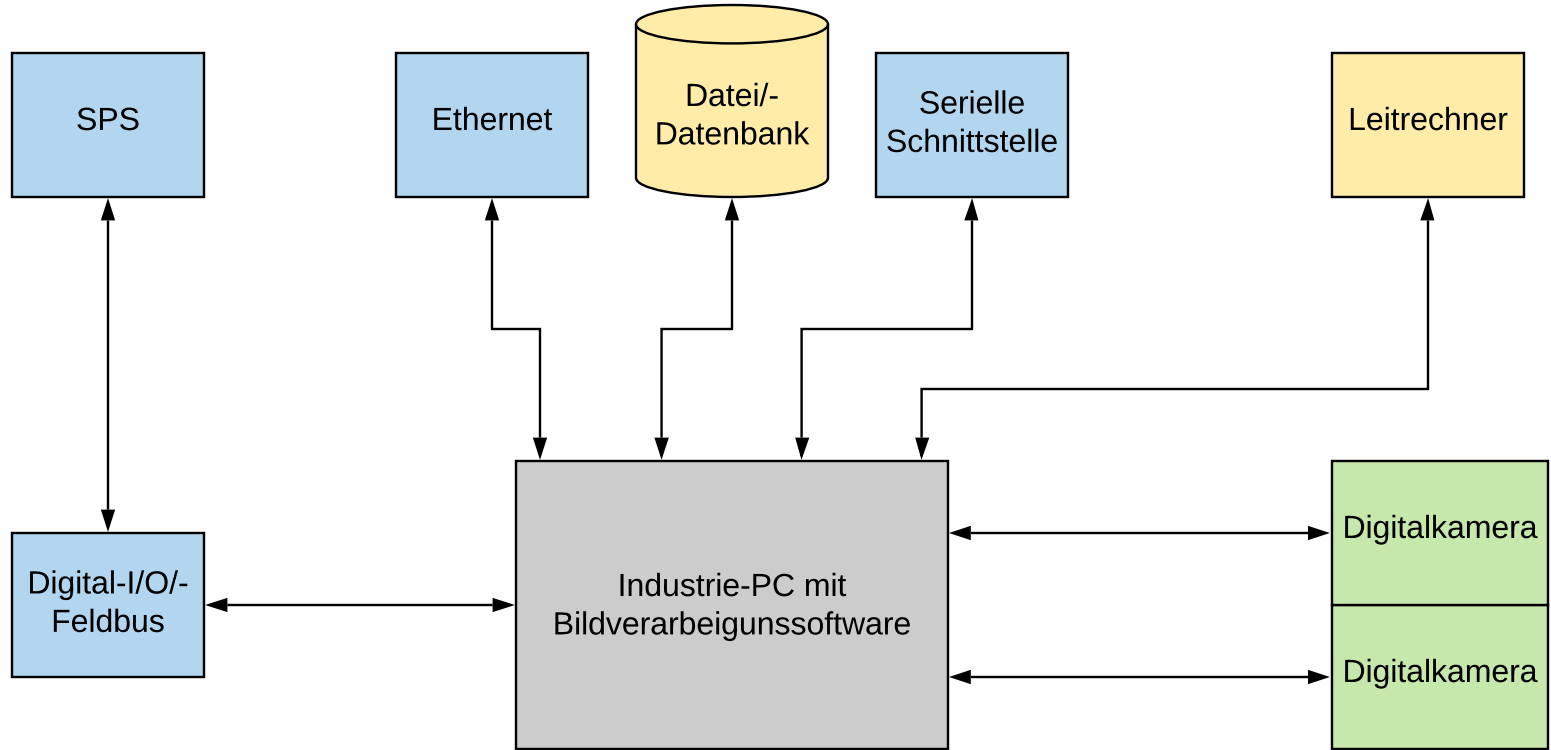 SPS
Ethernet
Datei/-
Datenbank
Serielle
Schnittstelle
Leitrechner
Digital-I/O/-
Feldbus
Industrie-PC mit
Bildverarbeigunssoftware
Digitalkamera
Digitalkamera